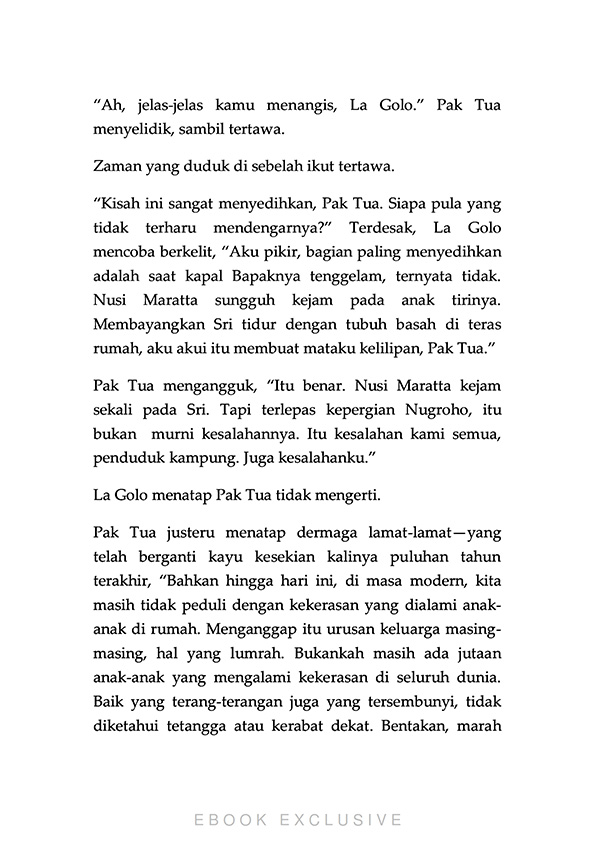 “Ah, jelas-jelas kamu menangis, La Golo.” Pak Tua
menyelidik, sambil tertawa.
Zaman yang duduk di sebelah ikut tertawa.
“Kisah ini sangat menyedihkan, Pak Tua. Siapa pula yang
tidak terharu mendengarnya?” Terdesak, La Golo
mencoba berkelit, “Aku pikir, bagian paling menyedihkan
adalah saat kapal Bapaknya tenggelam, ternyata tidak.
Nusi Maratta sungguh kejam pada anak tirinya.
Membayangkan Sri tidur dengan tubuh basah di teras
rumah, aku akui itu membuat mataku kelilipan, Pak Tua.”
Pak Tua mengangguk, “Itu benar. Nusi Maratta kejam
sekali pada Sri. Tapi terlepas kepergian Nugroho, itu
bukan  murni kesalahannya. Itu kesalahan kami semua,
penduduk kampung. Juga kesalahanku.”
La Golo menatap Pak Tua tidak mengerti.
Pak Tua justeru menatap dermaga lamat-lamat—yang
telah berganti kayu kesekian kalinya puluhan tahun
terakhir, “Bahkan hingga hari ini, di masa modern, kita
masih tidak peduli dengan kekerasan yang dialami anak-
anak di rumah. Menganggap itu urusan keluarga masing-
masing, hal yang lumrah. Bukankah masih ada jutaan
anak-anak yang mengalami kekerasan di seluruh dunia.
Baik yang terang-terangan juga yang tersembunyi, tidak
diketahui tetangga atau kerabat dekat. Bentakan, marah
EBOOK EXCLUSIVE